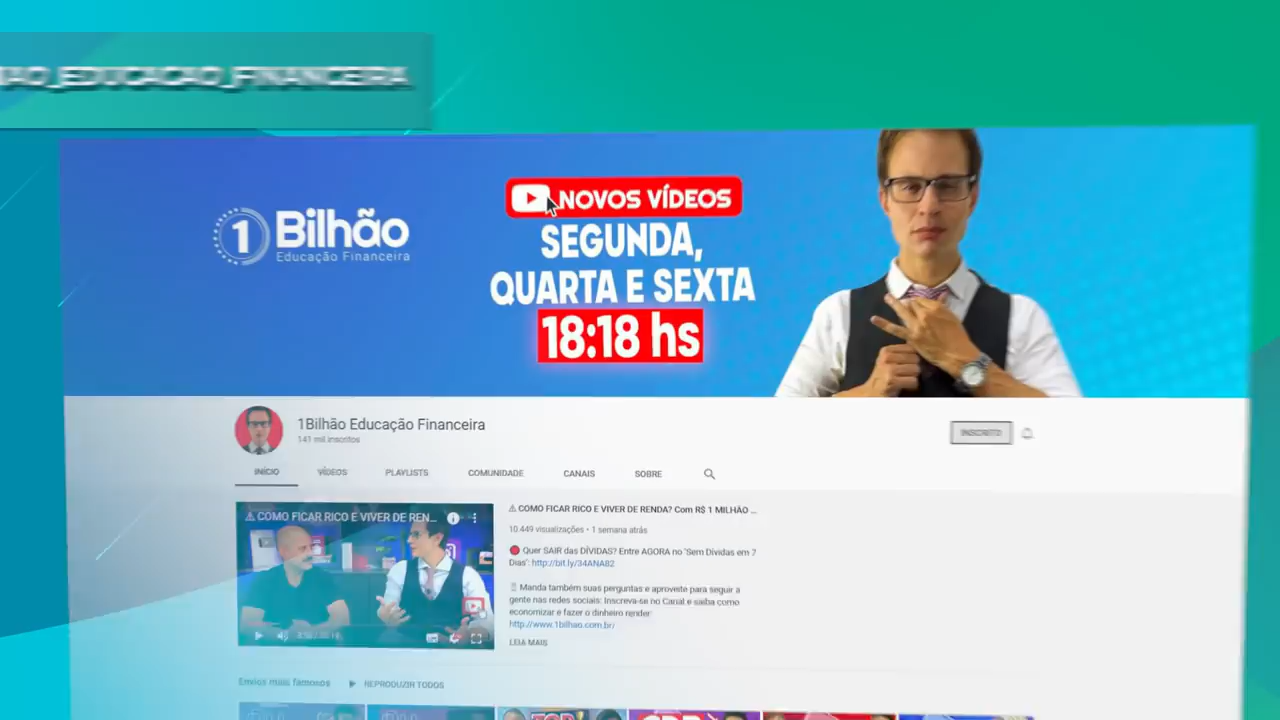 _EDUCACAO_FINANCEIRA
1
Bilhão
Educação Financeira
NOVOS VÍDEOS
SEGUNDA,
QUARTA E SEXTA
18:18 hs
1Bilhão Educação Financeira
141 mil inscritos
INSCRITO
INÍCIO VÍDEOS PLAYLISTS COMUNIDADE CANAIS SOBRE
⚠ COMO FICAR RICO E VIVER DE REN...
⚠ COMO FICAR RICO E VIVER DE RENDA? Com R$ 1 MILHÃO ...
10.449 visualizações • 1 semana atrás
Quer SAIR das DÍVIDAS? Entre AGORA no 'Sem Dívidas em 7
Dias': http://bit.ly/34ANA82
Manda também suas perguntas e aproveite para seguir a
gente nas redes sociais: Inscreva-se no Canal e saiba como
economizar e fazer o dinheiro render:
http://www.1bilhao.com.br/
LEIA MAIS
Envios mais famosos REPRODUZIR TODOS